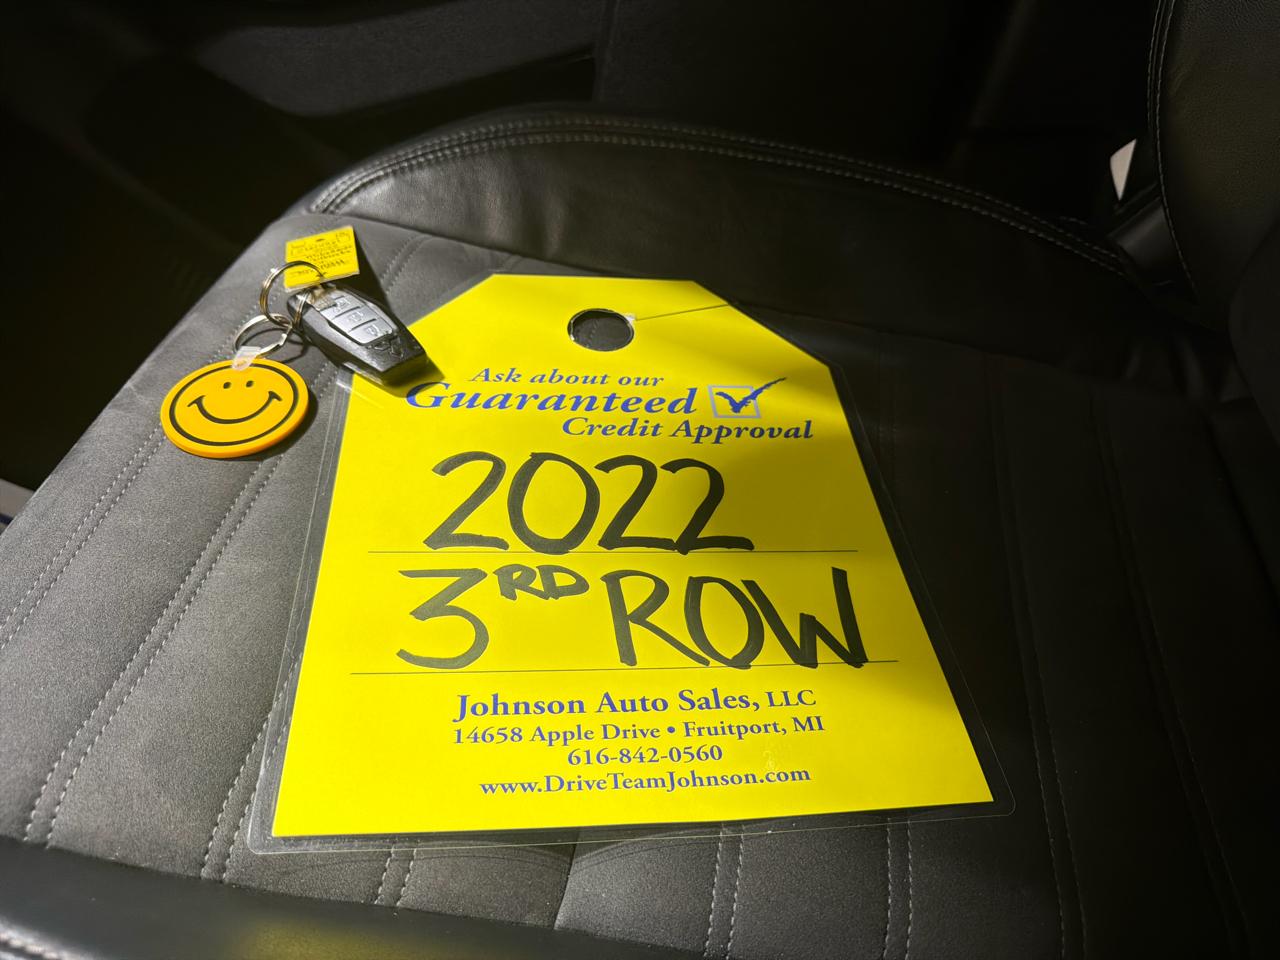 Ask about our
Guaranteed
Credit Approval
2022
3RD ROW
Johnson Auto Sales, LLC
14658 Apple Drive • Fruitport, MI
616-842-0560
www.DriveTeamJohnson.com